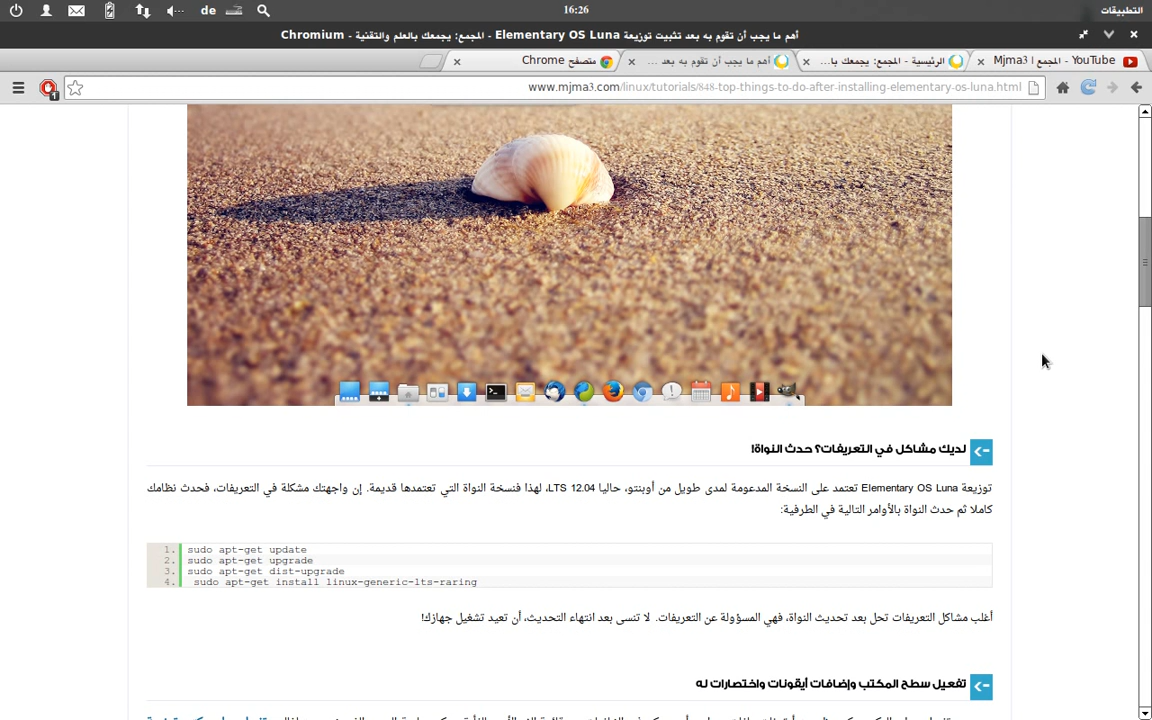 التطبيقات
16:26
de
أهم ما يجب أن تقوم به بعد تثبيت توزيعة Elementary OS Luna - المجمع: يجمعك بالعلم والتقنية - Chromium
Mjma3 | المجمع - YouTube
الرئيسية - المجمع: يجمعك با...
أهم ما يجب أن تقوم به بعد ...
متصفح Chrome
www.mjma3.com/linux/tutorials/848-top-things-to-do-after-installing-elementary-os-luna.html
1
لديك مشاكل في التعريفات؟ حدث النواة!
توزيعة Elementary OS Luna تعتمد على النسخة المدعومة لمدى طويل من أوبنتو، حاليا LTS 12.04، لهذا فنسخة النواة التي تعتمدها قديمة. إن واجهتك مشكلة في التعريفات، فحدث نظامك
كاملا ثم حدث النواة بالأوامر التالية في الطرفية:
1. sudo apt-get update
2. sudo apt-get upgrade
3. sudo apt-get dist-upgrade
4. sudo apt-get install linux-generic-lts-raring
أغلب مشاكل التعريفات تحل بعد تحديث النواة، فهي المسؤولة عن التعريفات. لا تنسى بعد انتهاء التحديث، أن تعيد تشغيل جهازك!
تفعيل سطح المكتب وإضافات أيقونات واختصارات له